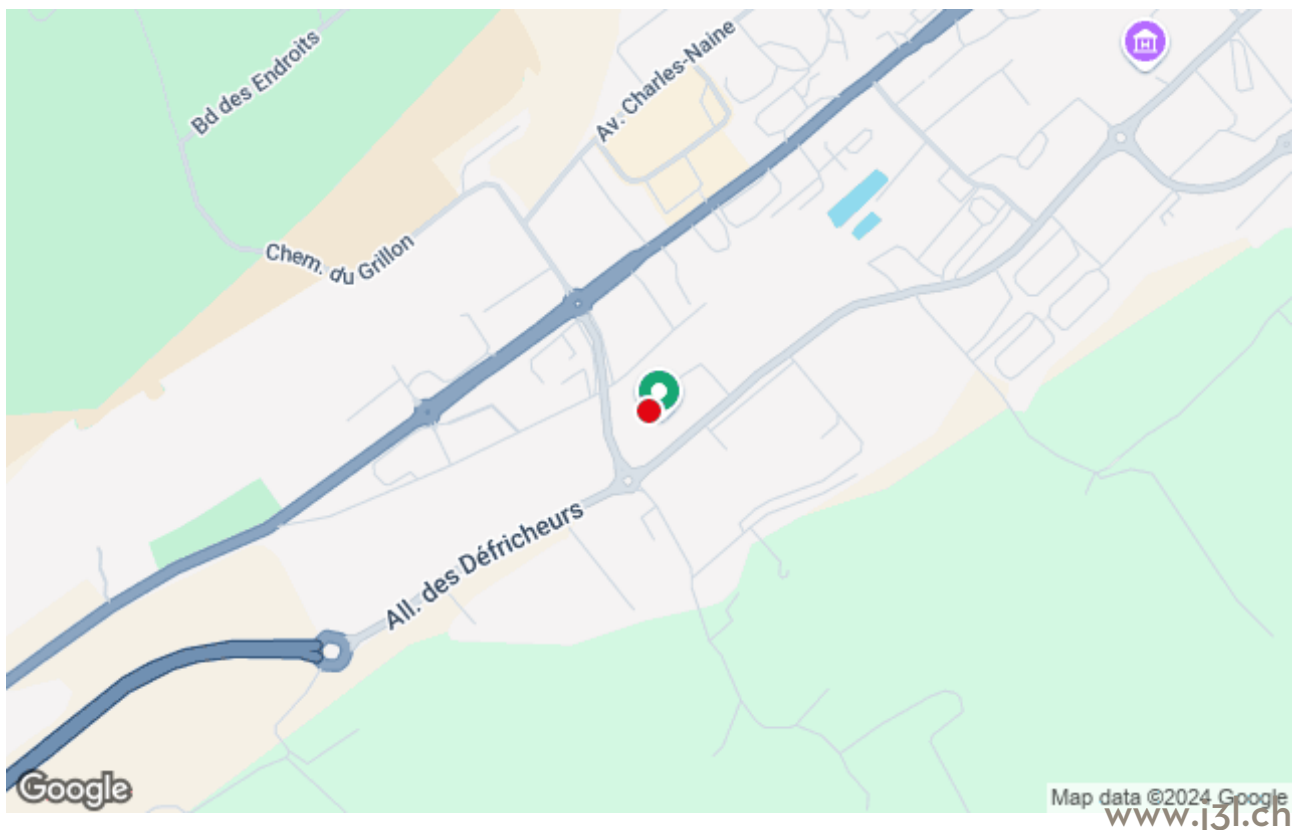 Bd des Endroits
Av. Charles-Naine
Chem. du Grillon
All. des Défricheurs
Google
Map data ©2024 Google
www.j3l.ch